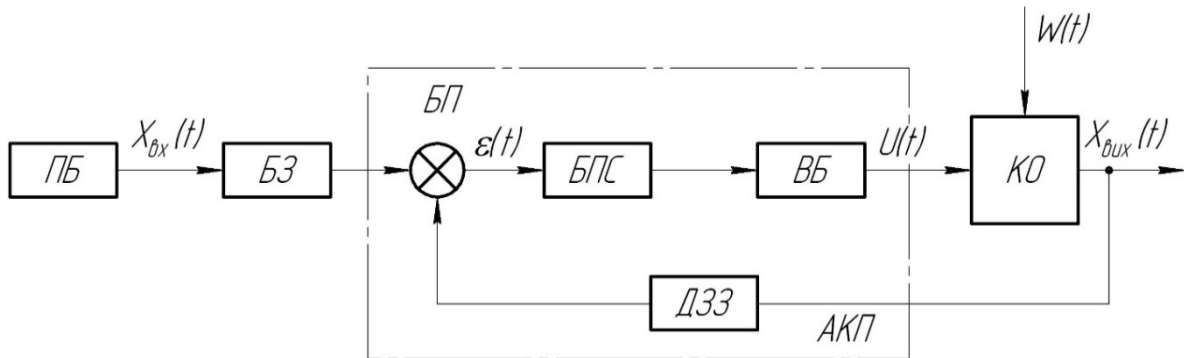 W(t)
БП
X_вх(t)
ε(t)
U(t)
X_вих(t)
ПБ
БЗ
БПС
ВБ
КО
ДЗЗ
АКП